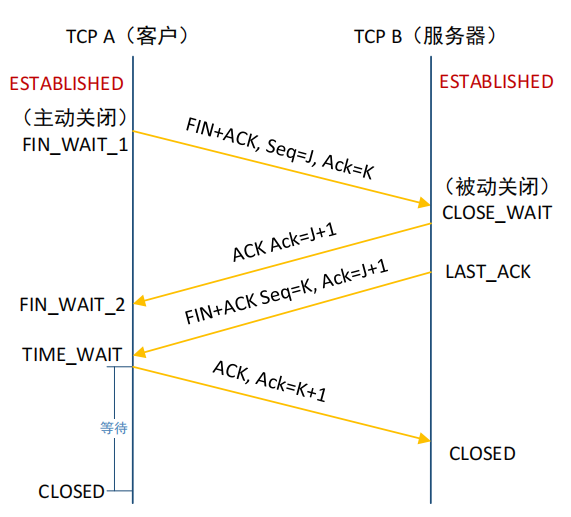 TCP A（客户）
TCP B（服务器）
ESTABLISHED
ESTABLISHED
（主动关闭）
FIN_WAIT_1
FIN+ACK, Seq=J, Ack=K
（被动关闭）
CLOSE_WAIT
ACK Ack=J+1
LAST_ACK
FIN_WAIT_2
FIN+ACK Seq=K, Ack=J+1
TIME_WAIT
ACK, Ack=K+1
等待
CLOSED
CLOSED